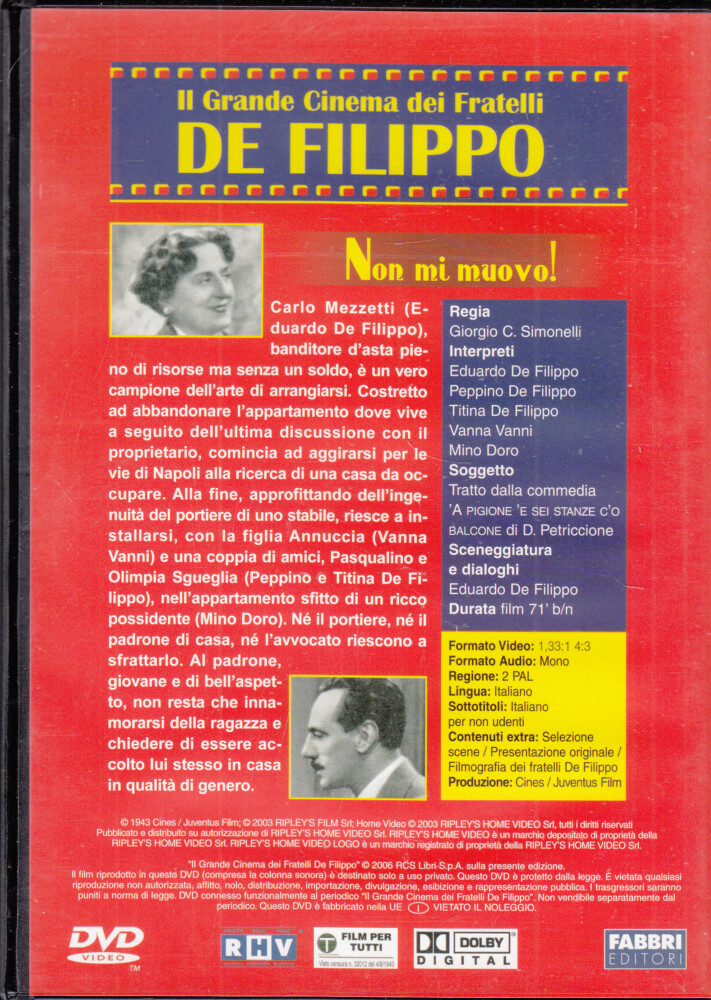 Il Grande Cinema dei Fratelli
DE FILIPPO
Non mi muovo!
Carlo Mezzetti (E-
duardo De Filippo),
banditore d'asta pie-
no di risorse ma senza un soldo, è un vero
campione dell'arte di arrangiarsi. Costretto
ad abbandonare l'appartamento dove vive
a seguito dell'ultima discussione con il
proprietario, comincia ad aggirarsi per le
vie di Napoli alla ricerca di una casa da oc-
cupare. Alla fine, approfittando dell'inge-
nuità del portiere di uno stabile, riesce a in-
stallarsi, con la figlia Annuccia (Vanna
Vanni) e una coppia di amici, Pasqualino e
Olimpia Sgueglia (Peppino e Titina De Fi-
lippo), nell'appartamento sfitto di un ricco
possidente (Mino Doro). Né il portiere, né il
padrone di casa, né l'avvocato riescono a
sfrattarlo. Al padrone,
giovane e di bell'aspet-
to, non resta che inna-
morarsi della ragazza e
chiedere di essere ac-
colto lui stesso in casa
in qualità di genero.
Regia
Giorgio C. Simonelli
Interpreti
Eduardo De Filippo
Peppino De Filippo
Titina De Filippo
Vanna Vanni
Mino Doro
Soggetto
Tratto dalla commedia
'A PIGIONE 'E SEI STANZE C'O
BALCONE di D. Petriccione
Sceneggiatura
e dialoghi
Eduardo De Filippo
Durata film 71' b/n
Formato Video: 1,33:1 4:3
Formato Audio: Mono
Regione: 2 PAL
Lingua: Italiano
Sottotitoli: Italiano
per non udenti
Contenuti extra: Selezione
scene / Presentazione originale /
Filmografia dei fratelli De Filippo
Produzione: Cines / Juventus Film
© 1943 Cines / Juventus Film; © 2003 RIPLEY'S FILM Srl; Home Video © 2003 RIPLEY'S HOME VIDEO Srl, tutti i diritti riservati
Pubblicato e distribuito su autorizzazione di RIPLEY'S HOME VIDEO Srl. RIPLEY'S HOME VIDEO è un marchio depositato di proprietà della
RIPLEY'S HOME VIDEO Srl. RIPLEY'S HOME VIDEO LOGO è un marchio registrato di proprietà della RIPLEY'S HOME VIDEO Srl.
"Il Grande Cinema dei Fratelli De Filippo" © 2006 RCS Libri S.p.A. sulla presente edizione.
Il film riprodotto in questo DVD (compresa la colonna sonora) è destinato solo a uso privato. Questo DVD è protetto dalla legge. È vietata qualsiasi
riproduzione non autorizzata, affitto, nolo, distribuzione, importazione, divulgazione, esibizione e rappresentazione pubblica. I trasgressori saranno
puniti a norma di legge. DVD connesso funzionalmente al periodico "Il Grande Cinema dei Fratelli De Filippo". Non vendibile separatamente dal
periodico. Questo DVD è fabbricato nella UE I VIETATO IL NOLEGGIO.
DVD
VIDEO
TM
RHV
T FILM PER
TUTTI
Visto censura n. 32012 del 4/8/1943
DOLBY
DIGITAL
FABBRI
EDITORI